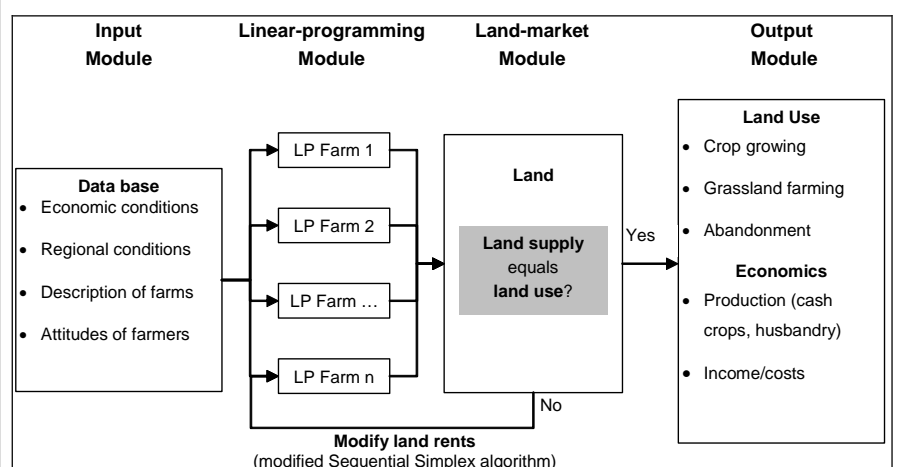 Input
Module
Linear-programming
Module
Land-market
Module
Output
Module
Data base
• Economic conditions
• Regional conditions
• Description of farms
• Attitudes of farmers
LP Farm 1
LP Farm 2
LP Farm …
LP Farm n
Land
Land supply
equals
land use?
Yes
No
Modify land rents
(modified Sequential Simplex algorithm)
Land Use
• Crop growing
• Grassland farming
• Abandonment
Economics
• Production (cash
crops, husbandry)
• Income/costs